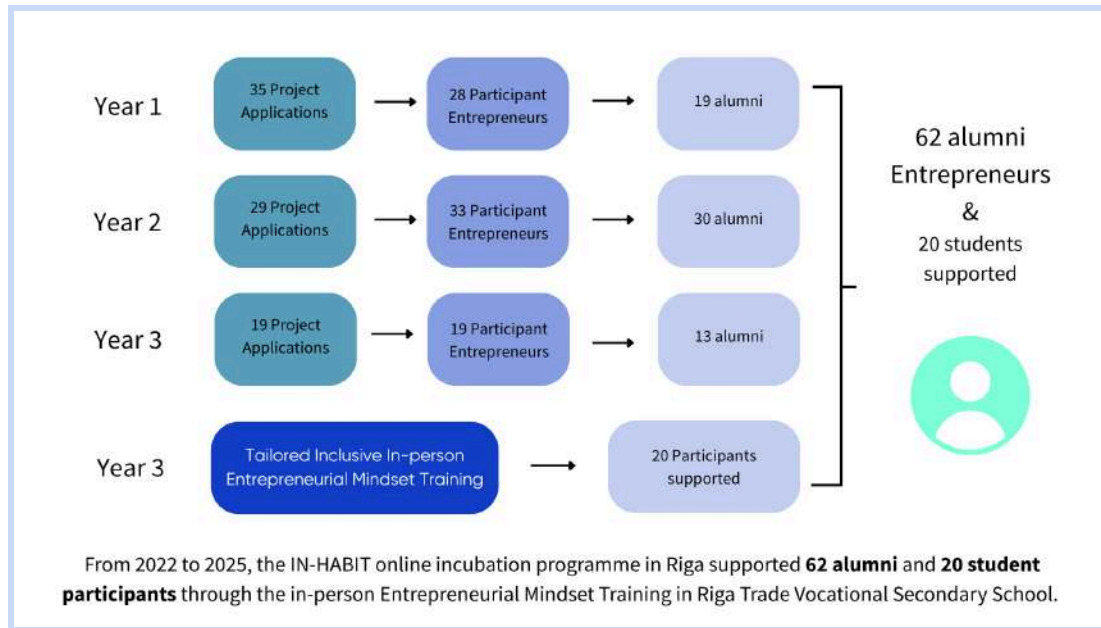 Year 1
35 Project
Applications
28 Participant
Entrepreneurs
19 alumni
Year 2
29 Project
Applications
33 Participant
Entrepreneurs
30 alumni
Year 3
19 Project
Applications
19 Participant
Entrepreneurs
13 alumni
Year 3
Tailored Inclusive In-person
Entrepreneurial Mindset Training
20 Participants
supported
62 alumni
Entrepreneurs
&
20 students
supported
From 2022 to 2025, the IN-HABIT online incubation programme in Riga supported 62 alumni and 20 student
participants through the in-person Entrepreneurial Mindset Training in Riga Trade Vocational Secondary School.